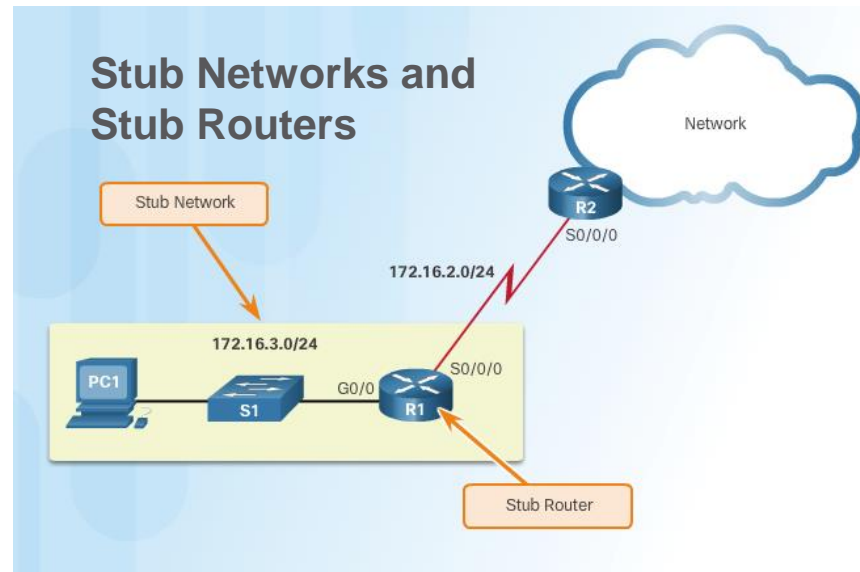 Stub Networks and
Stub Routers
Network
Stub Network
R2
S0/0/0
172.16.2.0/24
172.16.3.0/24
S0/0/0
PC1
G0/0
S1
R1
Stub Router